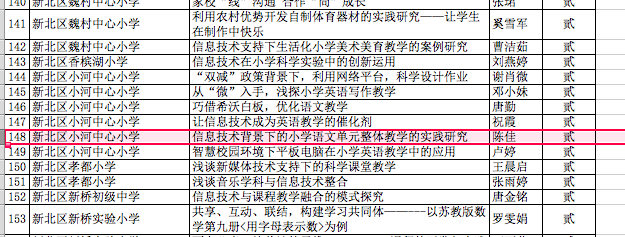 140 新北区魏村中心小学 家校“线”沟通 合作“尚”成长 张珺 贰
141 新北区魏村中心小学 利用农村优势开发自制体育器材的实践研究——让学生
在制作中快乐 奚雪军 贰
142 新北区魏村中心小学 信息技术支持下生活化小学美术美育教学的案例研究 曹洁茹 贰
143 新北区香槟湖小学 信息技术在小学科学实验中的创新运用 刘燕婷 贰
144 新北区小河中心小学 “双减”政策背景下，利用网络平台，科学设计作业 谢肖微 贰
145 新北区小河中心小学 从“微”入手，浅探小学英语写作教学 邓小妹 贰
146 新北区小河中心小学 巧借希沃白板，优化语文教学 唐勤 贰
147 新北区小河中心小学 让信息技术成为英语教学的催化剂 祝霞 贰
148 新北区小河中心小学 信息技术背景下的小学语文单元整体教学的实践研究 陈佳 贰
149 新北区小河中心小学 智慧校园环境下平板电脑在小学英语教学中的应用 卢婷 贰
150 新北区孝都小学 浅谈新媒体技术支持下的科学课堂教学 王晨启 贰
151 新北区孝都小学 浅谈音乐学科与信息技术整合 张雨婷 贰
152 新北区新桥初级中学 信息技术与课程教学融合的模式探究 唐金铭 贰
153 新北区新桥实验小学 共享、互动、联结，构建学习共同体————以苏教版数
学第九册<用字母表示数>为例 罗雯娟 贰